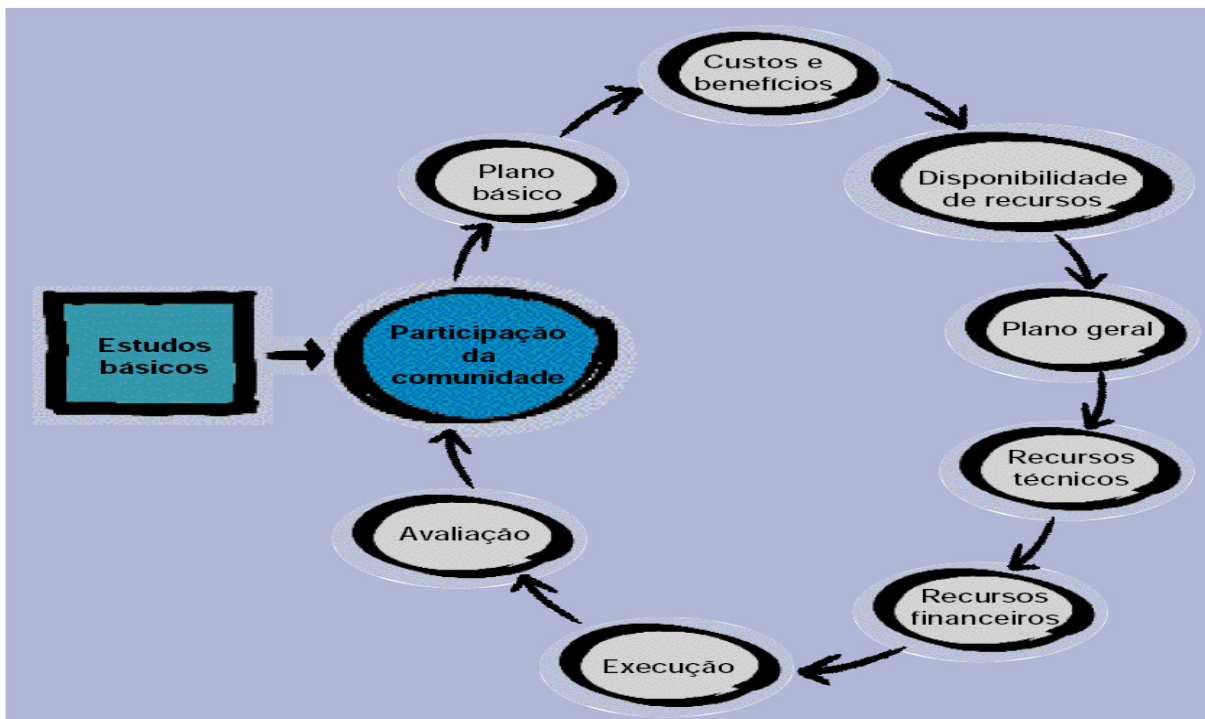 Custos e
benefícios
Plano
básico
Disponibilidade
de recursos
Estudos
básicos
Participação
da
comunidade
Plano geral
Recursos
técnicos
Avaliação
Recursos
financeiros
Execução